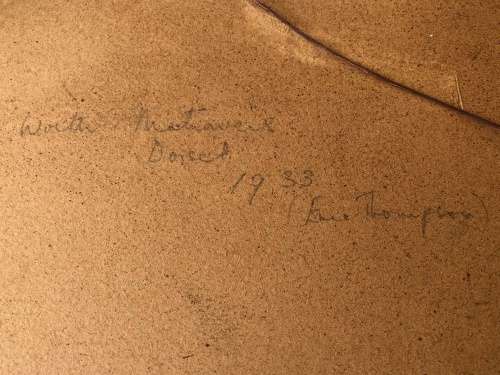 Worth Matravers
Dorset
1933
(Eric Thompson)